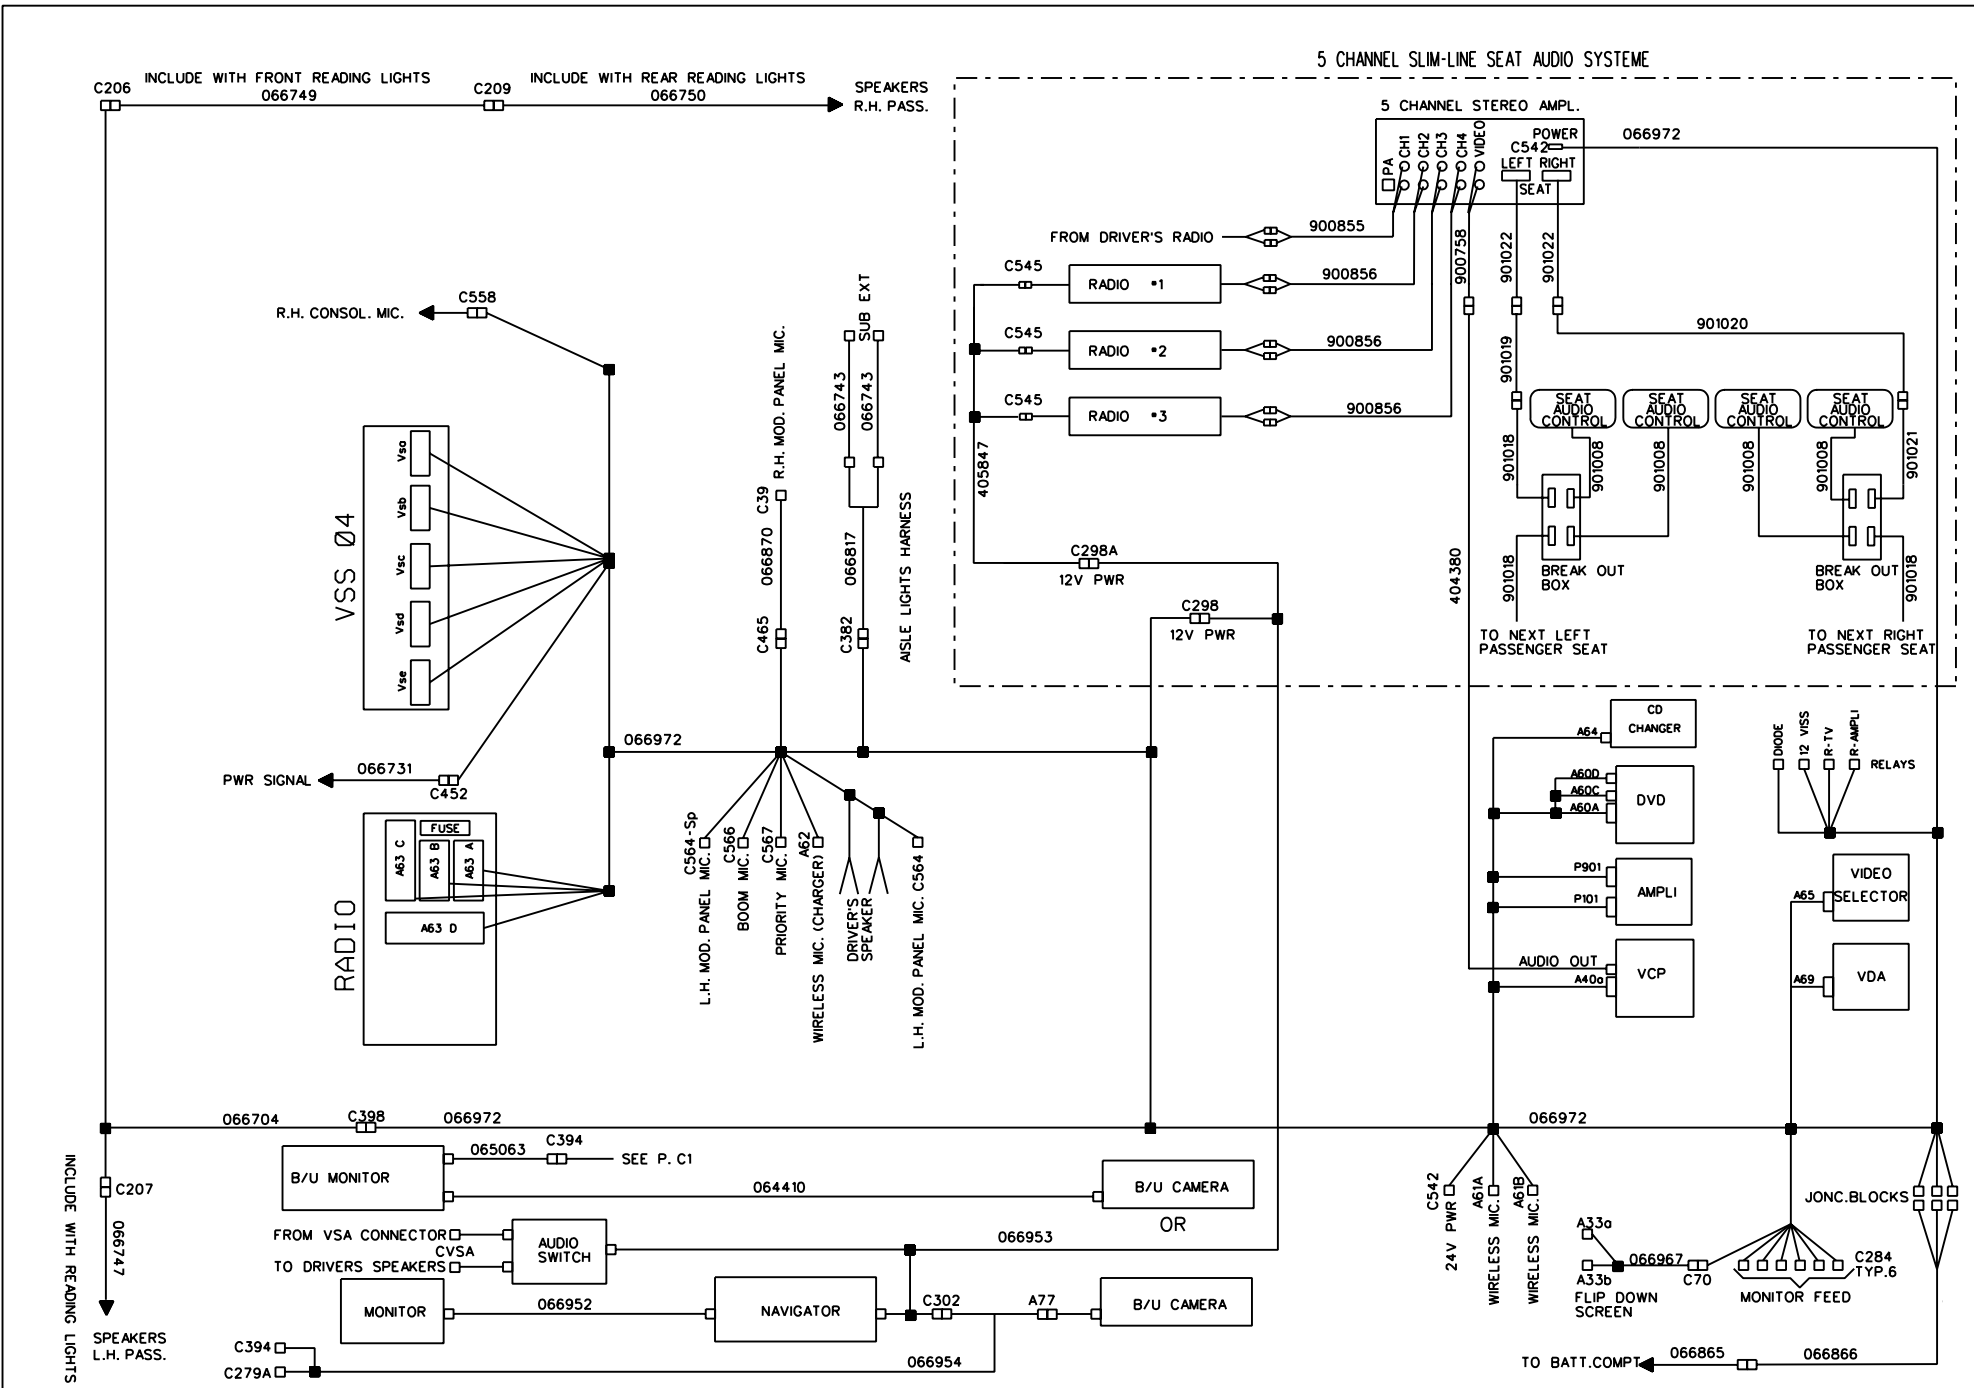 5 CHANNEL SLIM-LINE SEAT AUDIO SYSTEME
C206
INCLUDE WITH FRONT READING LIGHTS
066749
C209
INCLUDE WITH REAR READING LIGHTS
066750
SPEAKERS
R.H. PASS.
5 CHANNEL STEREO AMPL.
PA
CH1
CH2
CH3
CH4
VIDEO
POWER
C542
LEFT RIGHT
SEAT
066972
FROM DRIVER'S RADIO
900855
C545
RADIO #1
900856
C545
RADIO #2
900856
C545
RADIO #3
900856
900758
901022
901022
901020
901019
SEAT
AUDIO
CONTROL
SEAT
AUDIO
CONTROL
SEAT
AUDIO
CONTROL
SEAT
AUDIO
CONTROL
901018
901008
901008
901008
901008
901021
BREAK OUT
BOX
BREAK OUT
BOX
901018
901018
TO NEXT LEFT
PASSENGER SEAT
TO NEXT RIGHT
PASSENGER SEAT
405847
404380
C298A
12V PWR
C298
12V PWR
R.H. CONSOL. MIC.
C558
VSS 04
Vsa
Vsb
Vsc
Vsd
Vse
R.H. MOD. PANEL MIC.
C39
066870
C465
SUB EXT
066743
066743
066817
C382
AISLE LIGHTS HARNESS
066972
PWR SIGNAL
066731
C452
RADIO
FUSE
A63 C
A63 B
A63 A
A63 D
C564-Sp
L.H. MOD. PANEL MIC.
C566
BOOM MIC.
C567
PRIORITY MIC.
A62
WIRELESS MIC. (CHARGER)
DRIVER'S
SPEAKER
L.H. MOD. PANEL MIC. C564
CD
CHANGER
A64
A60D
A60C
A60A
DVD
P901
P101
AMPLI
AUDIO OUT
A40a
VCP
DIODE
12 VISS
R-TV
R-AMPLI
RELAYS
VIDEO
SELECTOR
A65
A69
VDA
066704
C398
066972
066972
B/U MONITOR
065063
C394
SEE P. C1
064410
B/U CAMERA
OR
FROM VSA CONNECTOR
CVSA
TO DRIVERS SPEAKERS
AUDIO
SWITCH
066953
MONITOR
066952
NAVIGATOR
C302
A77
B/U CAMERA
C394
C279A
066954
C207
066747
INCLUDE WITH READING LIGHTS
SPEAKERS
L.H. PASS.
C542
24V PWR
A61A
WIRELESS MIC.
A61B
WIRELESS MIC.
A33a
A33b
FLIP DOWN
SCREEN
066967
C70
C284
TYP.6
MONITOR FEED
JONC.BLOCKS
TO BATT.COMPT
066865
066866